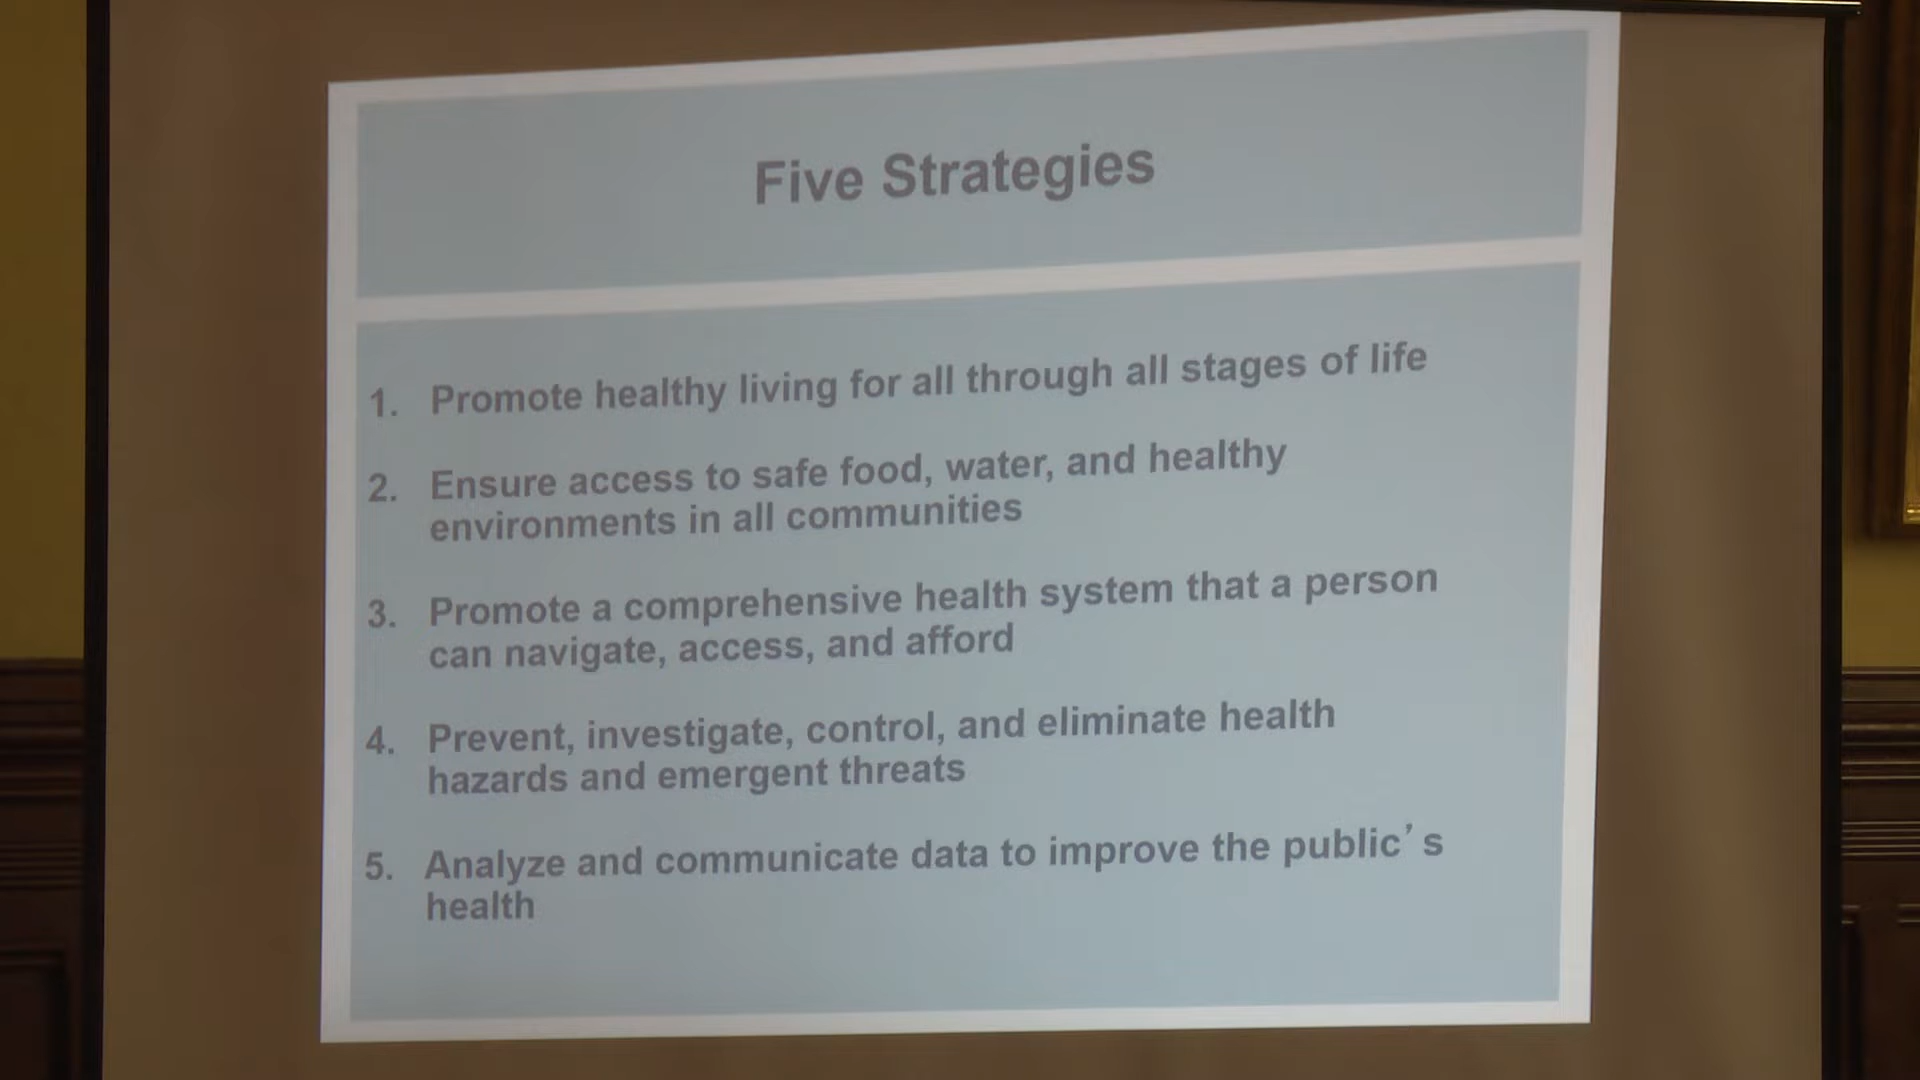 Five Strategies
1. Promote healthy living for all through all stages of life
2. Ensure access to safe food, water, and healthy
environments in all communities
3. Promote a comprehensive health system that a person
can navigate, access, and afford
4. Prevent, investigate, control, and eliminate health
hazards and emergent threats
5. Analyze and communicate data to improve the public’s
health